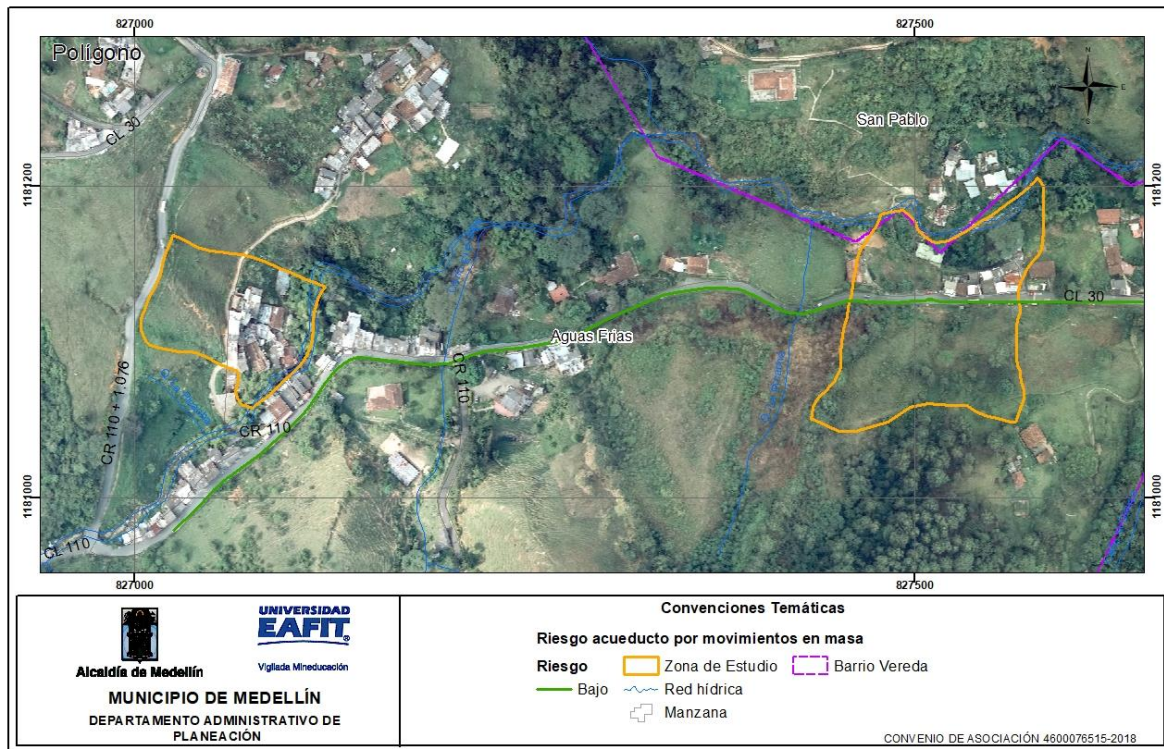 827000
827500
Polígono
N
E
San Pablo
CL 30
1181200
1181200
CL 30
Aguas Frias
CR 110 + 1.076
CR 110
CR 110
1181000
1181000
CL 110
827000
827500
Alcaldía de Medellín
UNIVERSIDAD
EAFIT
Vigilada Mineducación
MUNICIPIO DE MEDELLÍN
DEPARTAMENTO ADMINISTRATIVO DE
PLANEACIÓN
Convenciones Temáticas
Riesgo acueducto por movimientos en masa
Riesgo
Zona de Estudio
Barrio Vereda
Bajo
Red hídrica
Manzana
CONVENIO DE ASOCIACIÓN 4600076515-2018